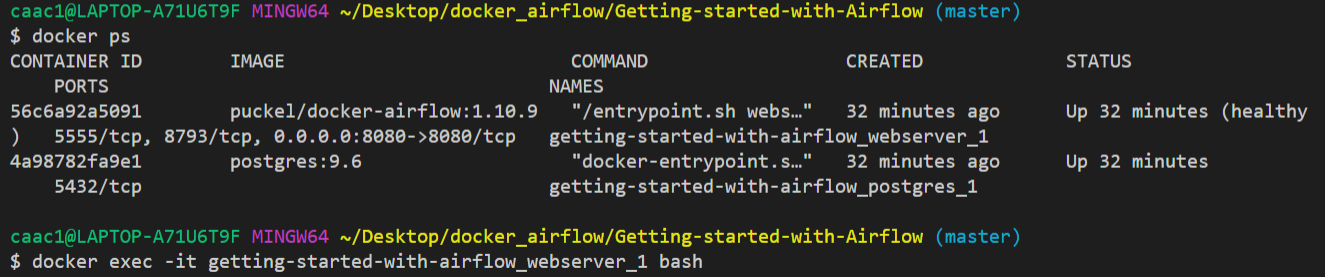 caac1@LAPTOP-A71U6T9F MINGW64 ~/Desktop/docker_airflow/Getting-started-with-Airflow (master)
$ docker ps
CONTAINER ID        IMAGE                          COMMAND                  CREATED             STATUS
    PORTS                                          NAMES
56c6a92a5091        puckel/docker-airflow:1.10.9   "/entrypoint.sh webs…"   32 minutes ago      Up 32 minutes (healthy
)   5555/tcp, 8793/tcp, 0.0.0.0:8080->8080/tcp   getting-started-with-airflow_webserver_1
4a98782fa9e1        postgres:9.6                   "docker-entrypoint.s…"   32 minutes ago      Up 32 minutes
    5432/tcp                                       getting-started-with-airflow_postgres_1
caac1@LAPTOP-A71U6T9F MINGW64 ~/Desktop/docker_airflow/Getting-started-with-Airflow (master)
$ docker exec -it getting-started-with-airflow_webserver_1 bash